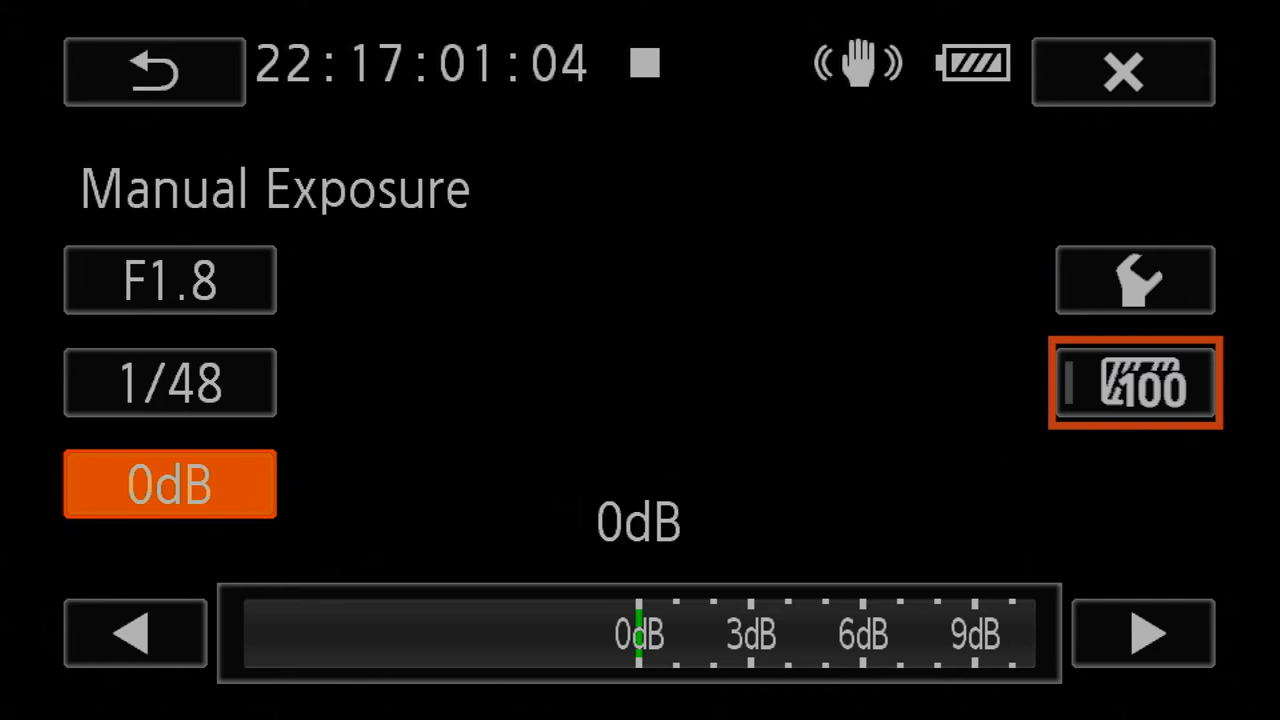 22:17:01:04
Manual Exposure
F1.8
1/48
100
0dB
0dB
0dB 3dB 6dB 9dB